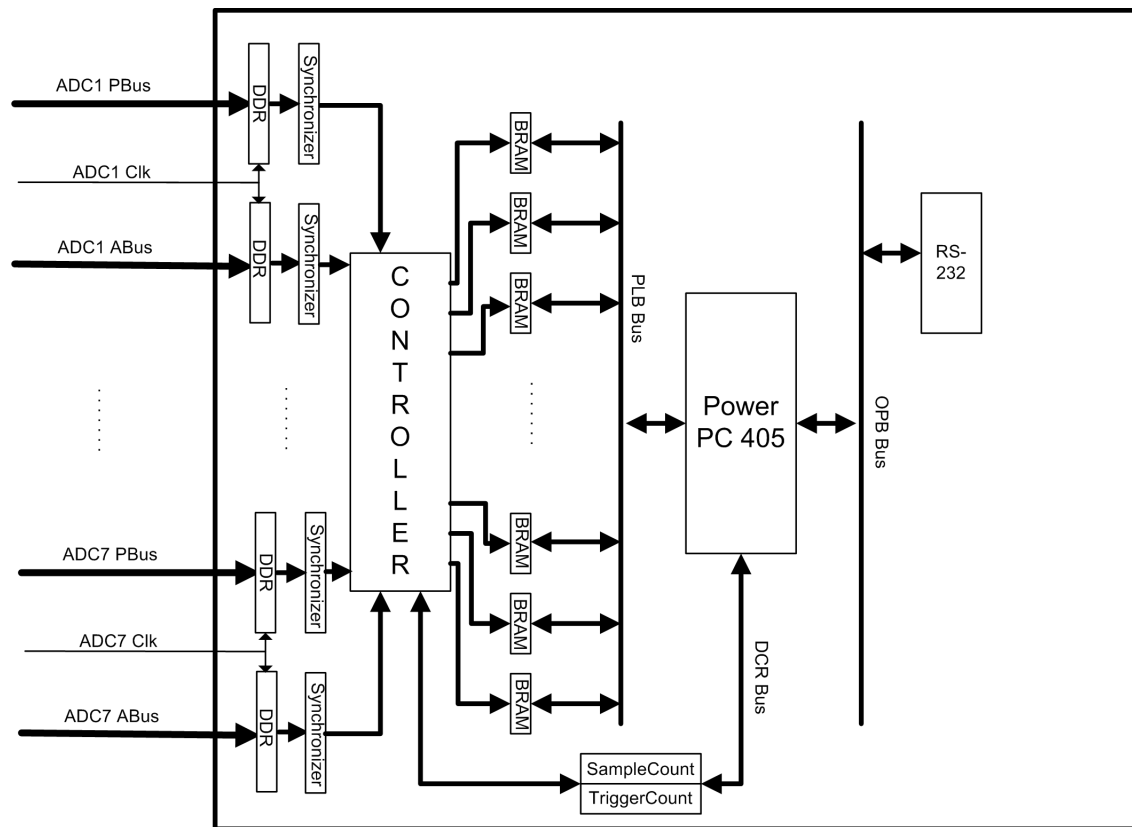 ADC1 PBus
DDR
Synchronizer
ADC1 Clk
ADC1 ABus
DDR
Synchronizer
ADC7 PBus
DDR
Synchronizer
ADC7 Clk
ADC7 ABus
DDR
Synchronizer
CONTROLLER
BRAM
BRAM
BRAM
BRAM
BRAM
BRAM
PLB Bus
Power
PC 405
OPB Bus
RS-
232
DCR Bus
SampleCount
TriggerCount